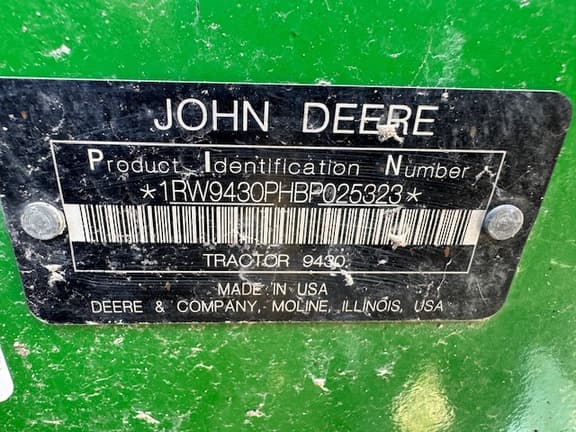 JOHN DEERE
Product Identification Number
*1RW9430PHBP025323*
TRACTOR 9430
MADE IN USA
DEERE & COMPANY, MOLINE, ILLINOIS, USA